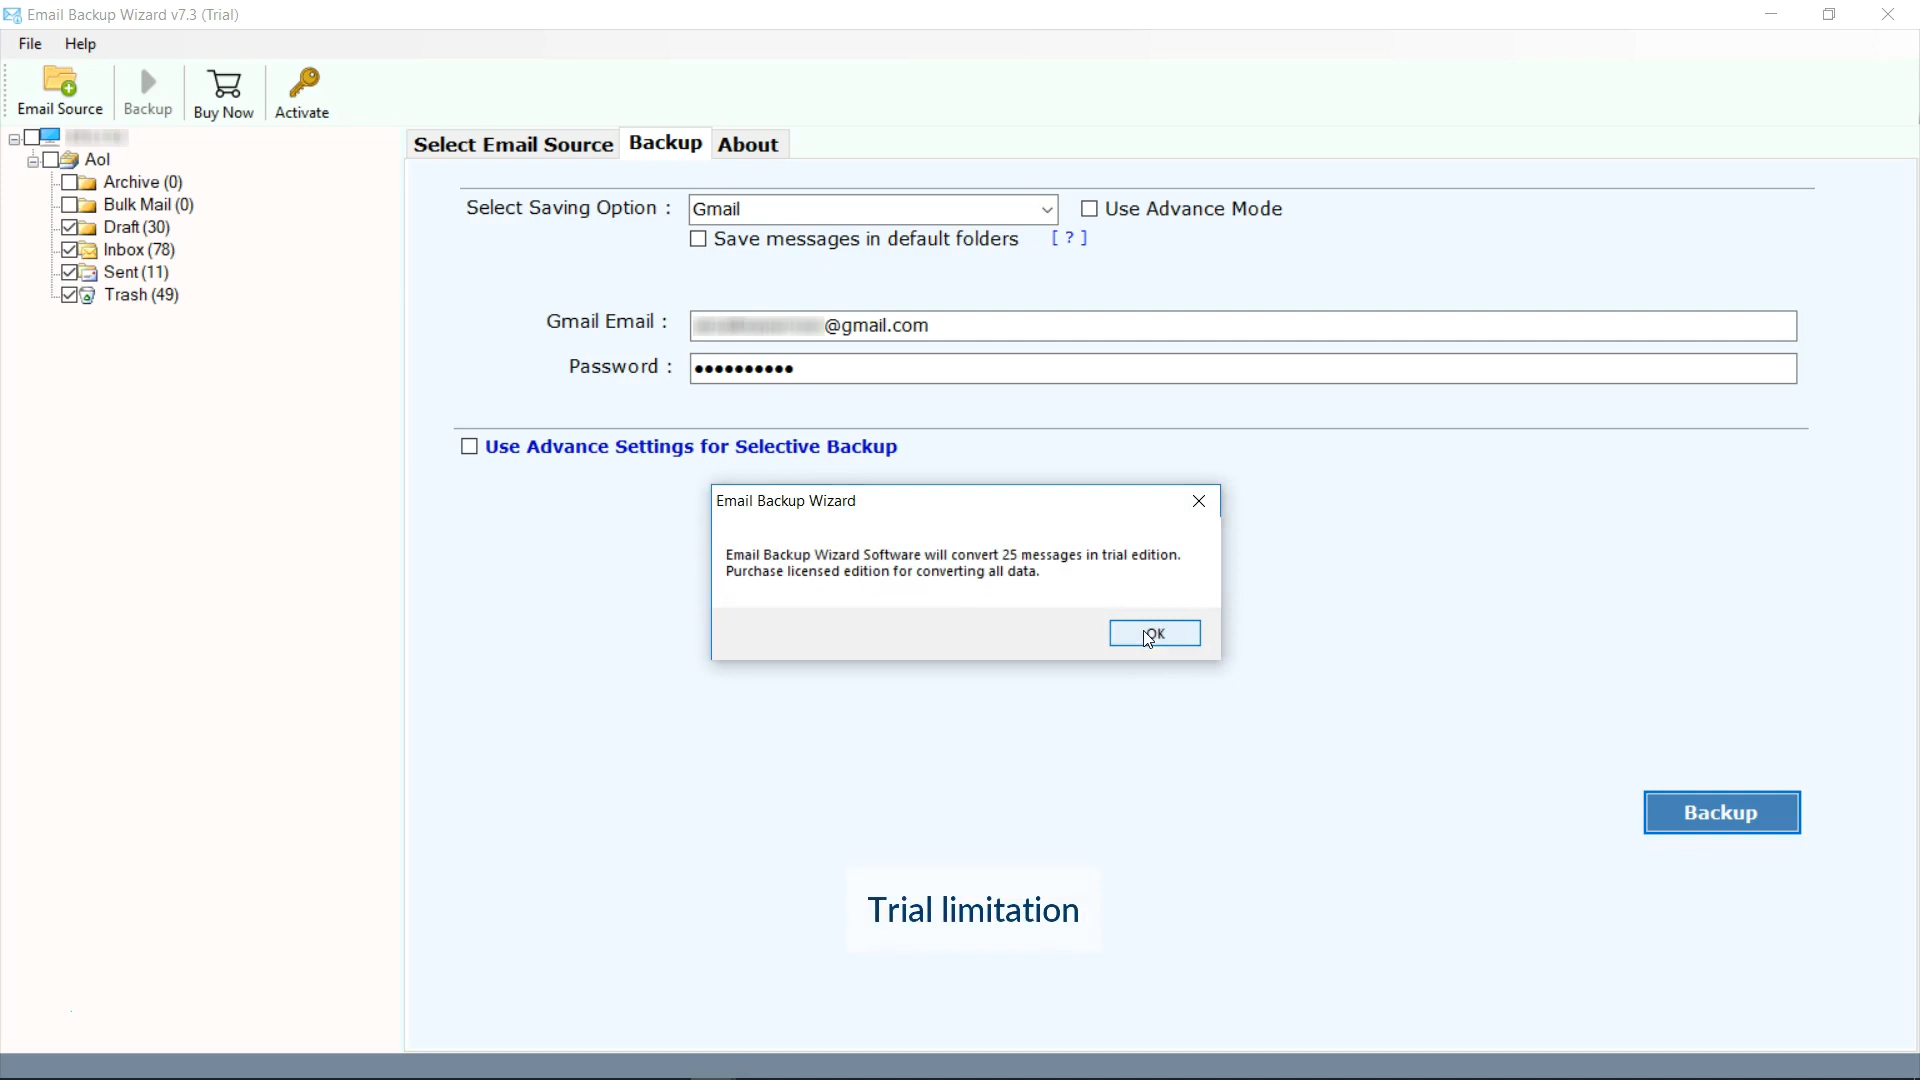 Email Backup Wizard v7.3 (Trial)
File Help
Email Source Backup Buy Now Activate
Aol
Archive (0)
Bulk Mail (0)
Draft (30)
Inbox (78)
Sent (11)
Trash (49)
Select Email Source Backup About
Select Saving Option : Gmail Use Advance Mode
Save messages in default folders [ ? ]
Gmail Email : @gmail.com
Password : ●●●●●●●●●●
Use Advance Settings for Selective Backup
Email Backup Wizard
Email Backup Wizard Software will convert 25 messages in trial edition.
Purchase licensed edition for converting all data.
OK
Backup
Trial limitation